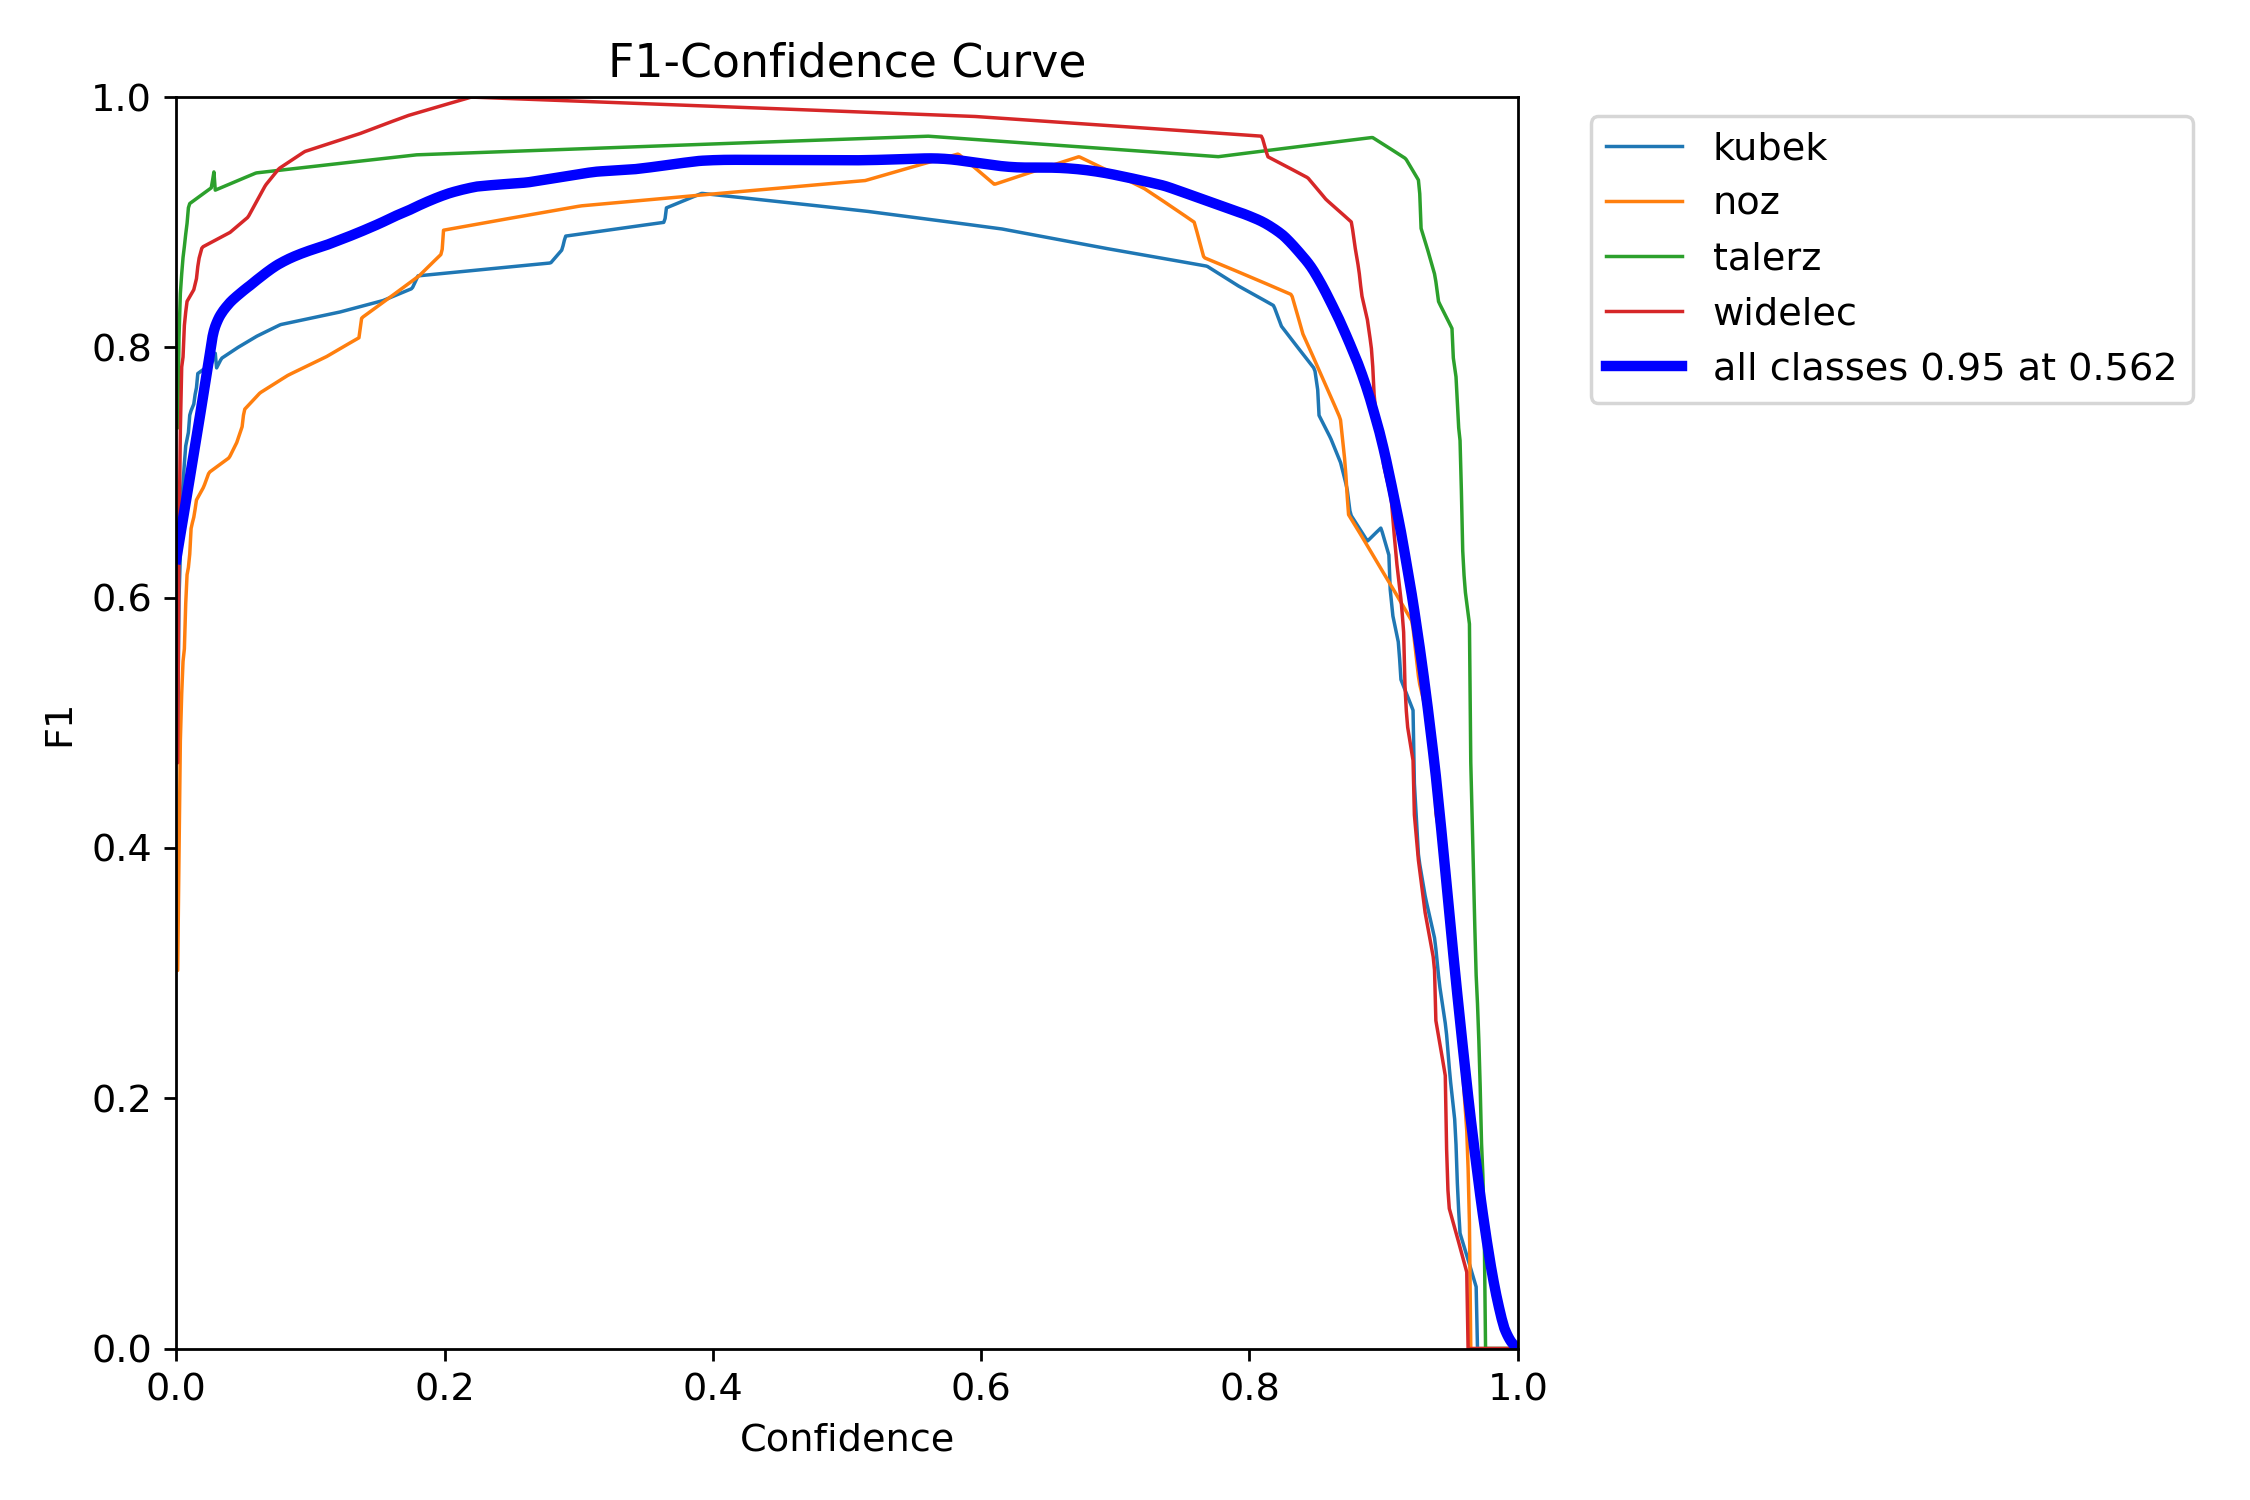 F1-Confidence Curve
1.0
0.8
0.6
0.4
0.2
0.0
F1
0.0 0.2 0.4 0.6 0.8 1.0
Confidence
kubek
noz
talerz
widelec
all classes 0.95 at 0.562